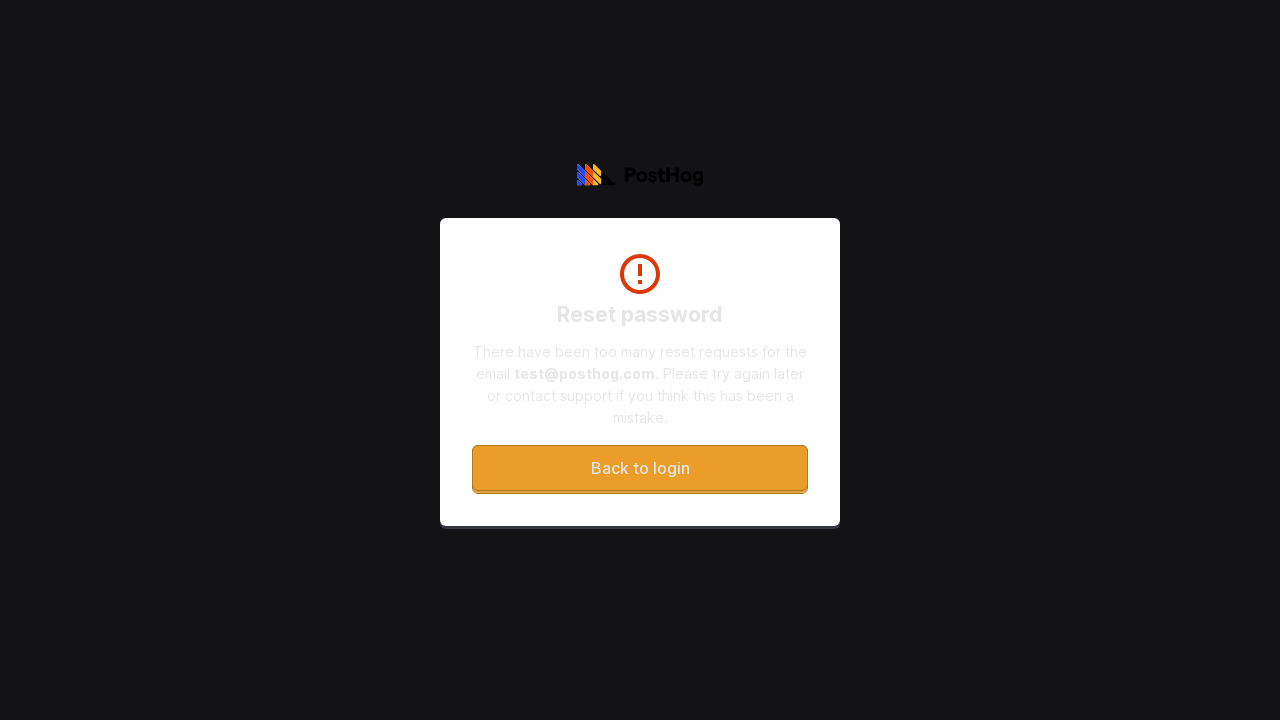 PostHog
Reset password
There have been too many reset requests for the
email test@posthog.com. Please try again later
or contact support if you think this has been a
mistake.
Back to login